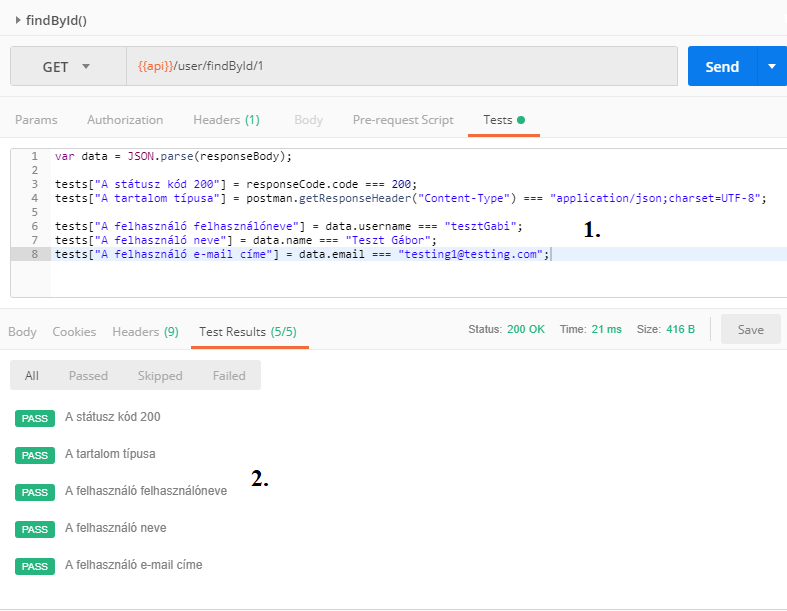 findById()
GET {{api}}/user/findById/1 Send
Params Authorization Headers (1) Body Pre-request Script Tests
1 var data = JSON.parse(responseBody);
2
3 tests["A státusz kód 200"] = responseCode.code === 200;
4 tests["A tartalom típusa"] = postman.getResponseHeader("Content-Type") === "application/json;charset=UTF-8";
5
6 tests["A felhasználó felhasználóneve"] = data.username === "tesztGabi";
7 tests["A felhasználó neve"] = data.name === "Teszt Gábor";
8 tests["A felhasználó e-mail címe"] = data.email === "testing1@testing.com";
1.
Body Cookies Headers (9) Test Results (5/5) Status: 200 OK Time: 21 ms Size: 416 B Save
All Passed Skipped Failed
PASS A státusz kód 200
PASS A tartalom típusa
2.
PASS A felhasználó felhasználóneve
PASS A felhasználó neve
PASS A felhasználó e-mail címe